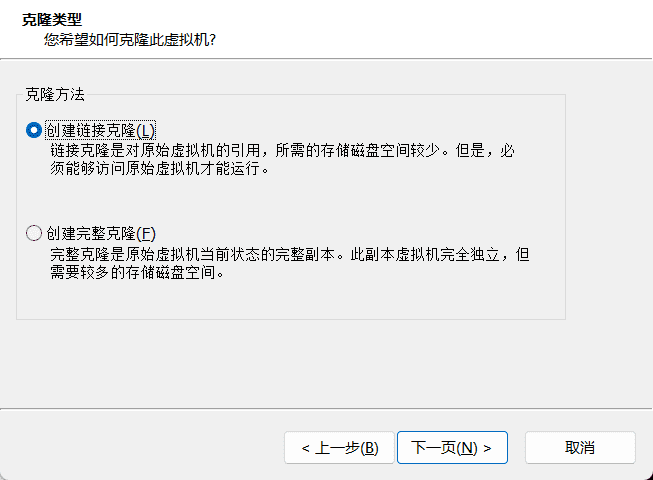 克隆类型
您希望如何克隆此虚拟机?
克隆方法
创建链接克隆(L)
链接克隆是对原始虚拟机的引用，所需的存储磁盘空间较少。但是，必
须能够访问原始虚拟机才能运行。
创建完整克隆(F)
完整克隆是原始虚拟机当前状态的完整副本。此副本虚拟机完全独立，但
需要较多的存储磁盘空间。
< 上一步(B)
下一页(N) >
取消